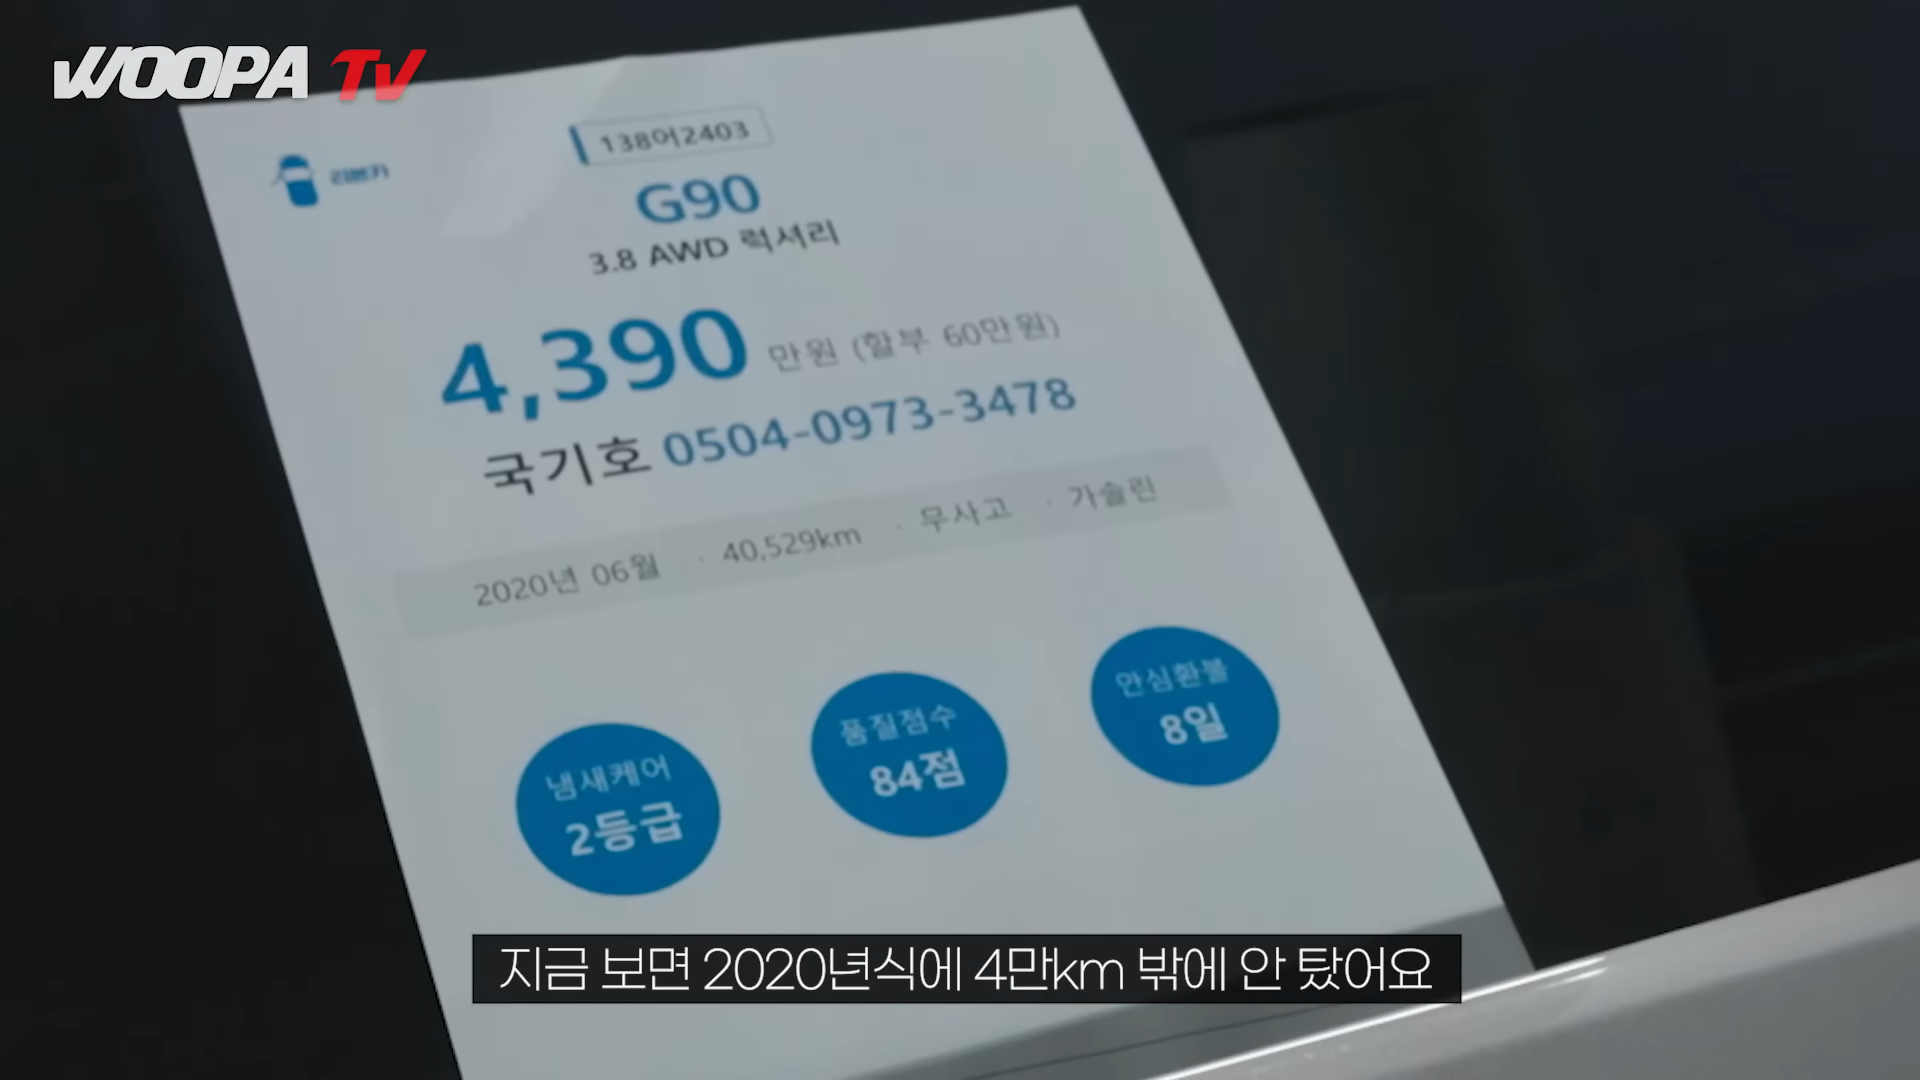 WOOPA TV
138어2403
리본카
G90
3.8 AWD 럭셔리
4,390 만원 (할부 60만원)
국기호 0504-0973-3478
2020년 06월 · 40,529km · 무사고 · 가솔린
냄새케어
2등급
품질점수
84점
안심환불
8일
지금 보면 2020년식에 4만km 밖에 안 탔어요